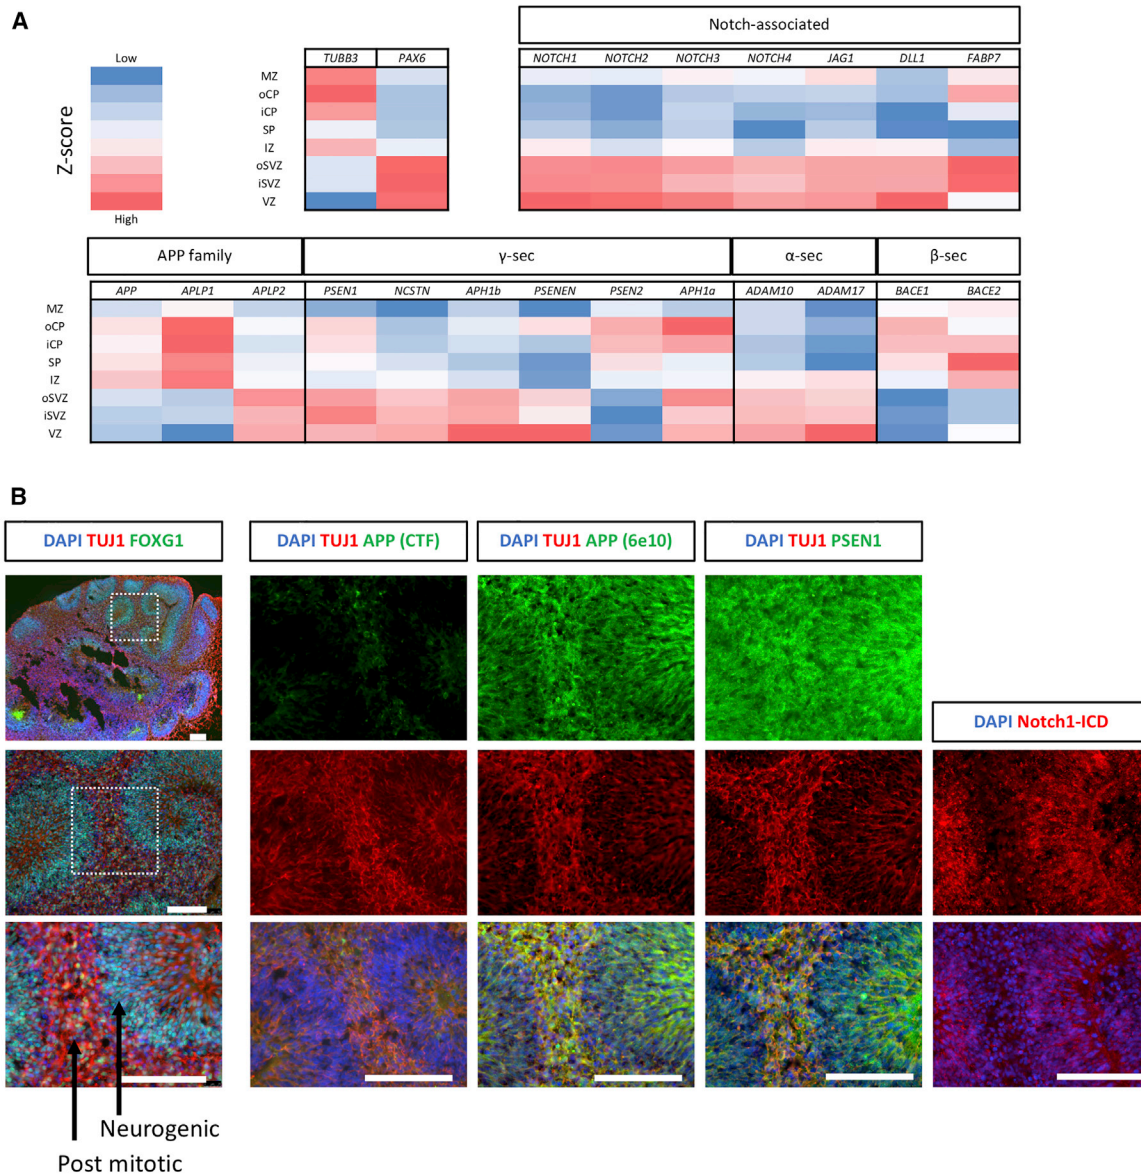 A
Notch-associated
Low
High
Z-score
TUBB3 PAX6
NOTCH1 NOTCH2 NOTCH3 NOTCH4 JAG1 DLL1 FABP7
MZ
oCP
iCP
SP
IZ
oSVZ
iSVZ
VZ
APP family γ-sec α-sec β-sec
APP APLP1 APLP2 PSEN1 NCSTN APH1b PSENEN PSEN2 APH1a ADAM10 ADAM17 BACE1 BACE2
MZ
oCP
iCP
SP
IZ
oSVZ
iSVZ
VZ
B
DAPI TUJ1 FOXG1
DAPI TUJ1 APP (CTF)
DAPI TUJ1 APP (6e10)
DAPI TUJ1 PSEN1
DAPI Notch1-ICD
Neurogenic
Post mitotic